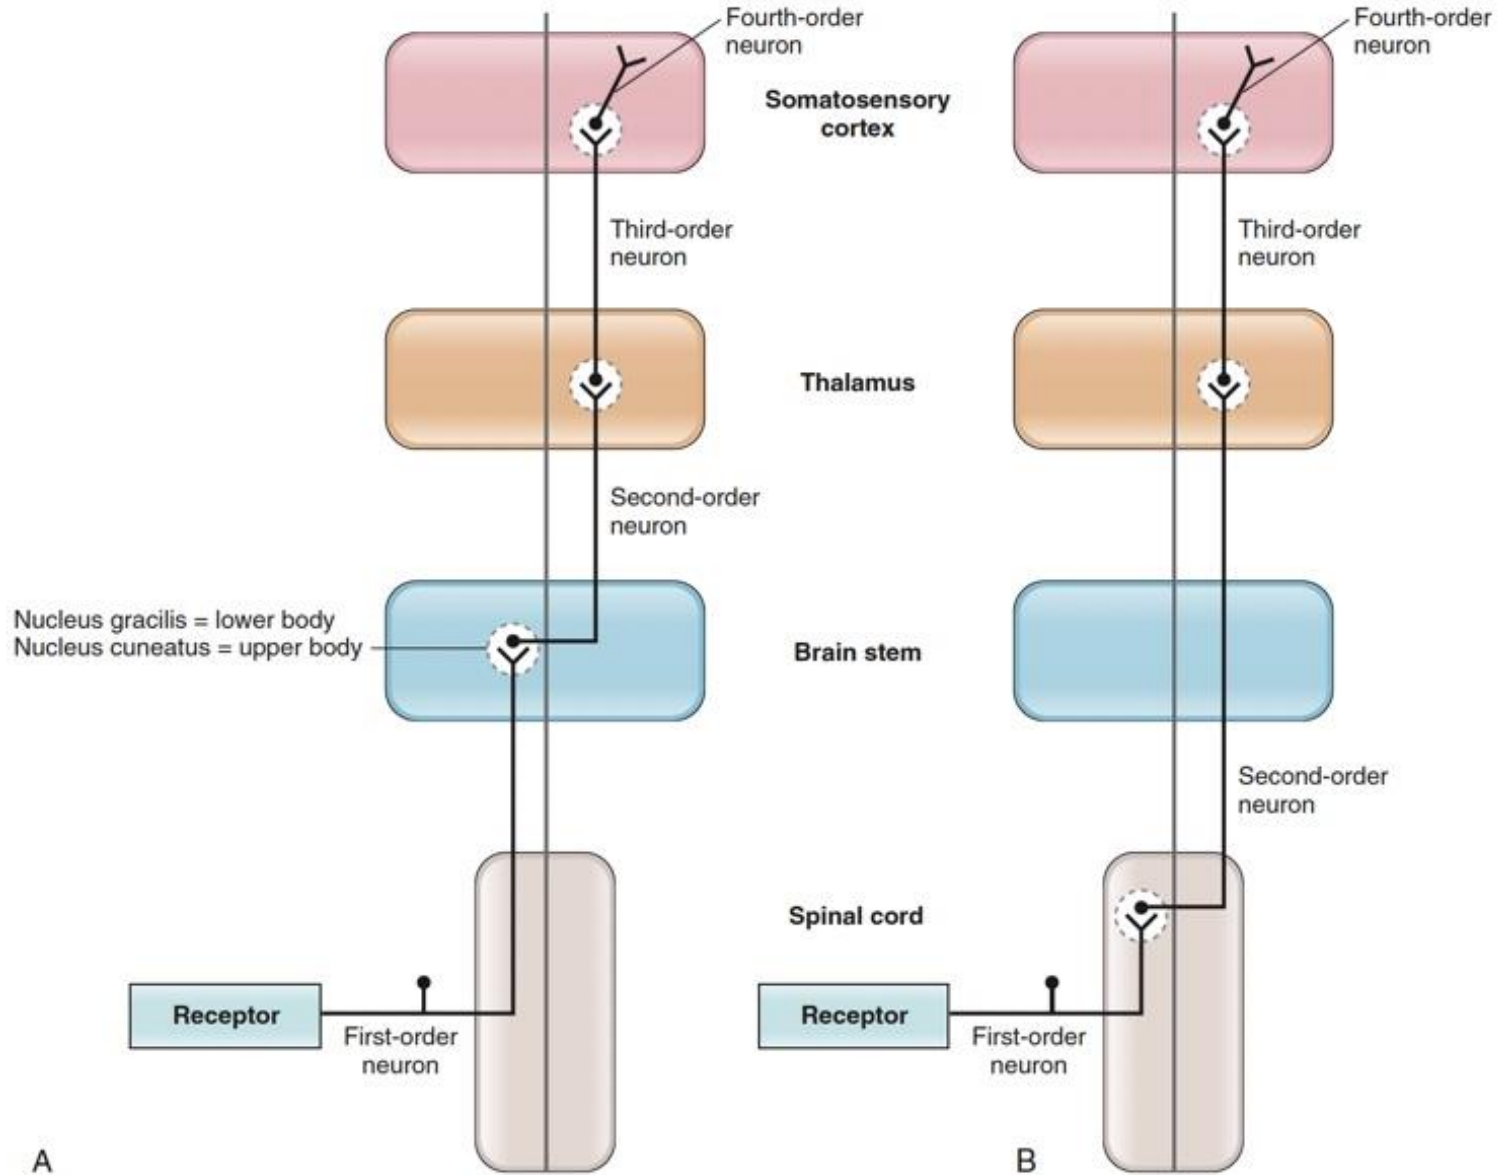 Fourth-order
neuron
Fourth-order
neuron
Somatosensory
cortex
Third-order
neuron
Third-order
neuron
Thalamus
Second-order
neuron
Nucleus gracilis = lower body
Nucleus cuneatus = upper body
Brain stem
Second-order
neuron
Spinal cord
Receptor
First-order
neuron
Receptor
First-order
neuron
A
B